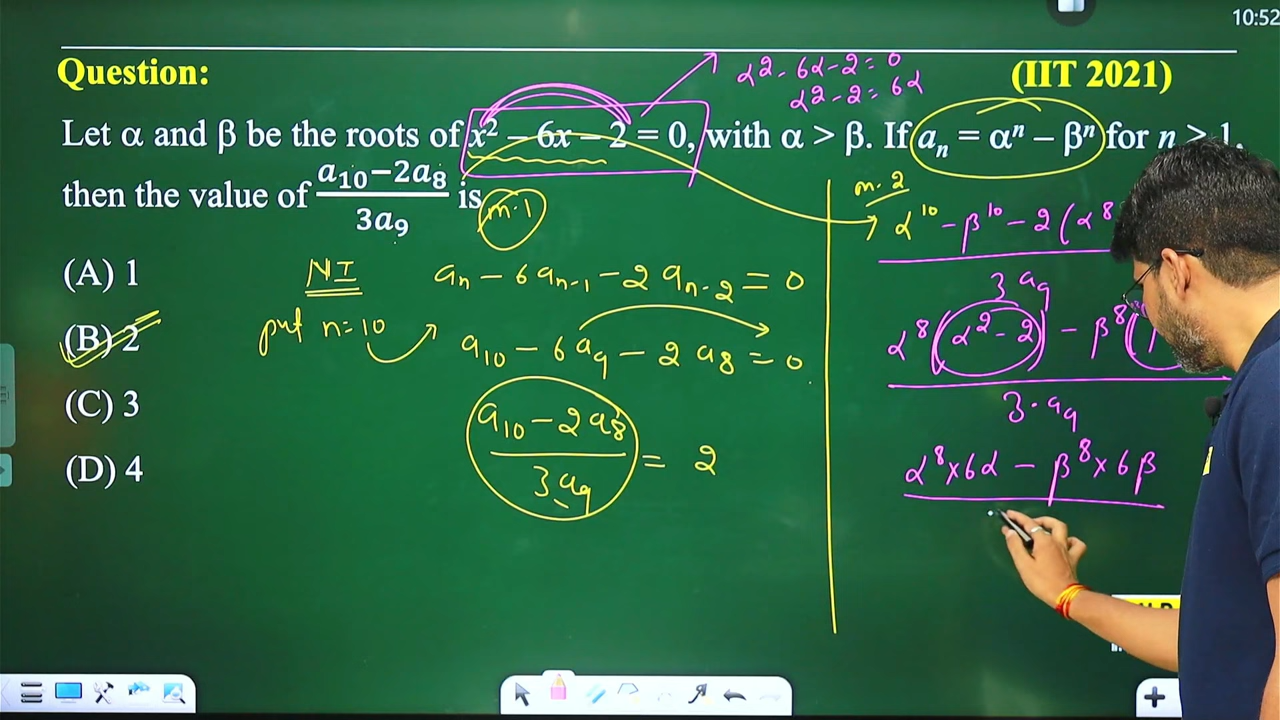 10:52
Question:
(IIT 2021)
α² - 6α - 2 = 0
α² - 2 = 6α
Let α and β be the roots of x² – 6x – 2 = 0, with α > β. If aₙ = αⁿ – βⁿ for n ≥ 1,
then the value of (a₁₀ – 2a₈) / 3a₉ is
m·1
(A) 1
(B) 2
(C) 3
(D) 4
NI
aₙ - 6aₙ₋₁ - 2aₙ₋₂ = 0
put n=10
a₁₀ - 6a₉ - 2a₈ = 0
(a₁₀ - 2a₈) / 3a₉ = 2
m·2
α¹⁰ - β¹⁰ - 2(α⁸
3a₉
α⁸(α² - 2) - β⁸(
3·a₉
α⁸×6α - β⁸×6β